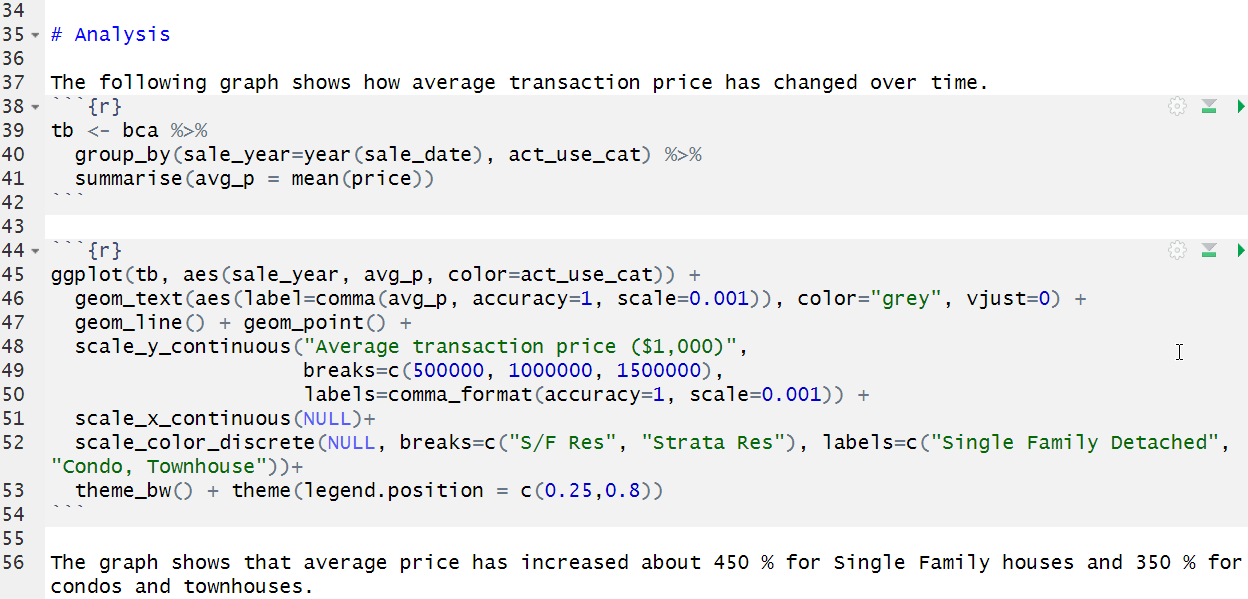 34
35 # Analysis
36
37 The following graph shows how average transaction price has changed over time.
38 ```{r}
39 tb <- bca %>%
40   group_by(sale_year=year(sale_date), act_use_cat) %>%
41   summarise(avg_p = mean(price))
42 ```
43
44 ```{r}
45 ggplot(tb, aes(sale_year, avg_p, color=act_use_cat)) +
46   geom_text(aes(label=comma(avg_p, accuracy=1, scale=0.001)), color="grey", vjust=0) +
47   geom_line() + geom_point() +
48   scale_y_continuous("Average transaction price ($1,000)",
49                      breaks=c(500000, 1000000, 1500000),
50                      labels=comma_format(accuracy=1, scale=0.001)) +
51   scale_x_continuous(NULL)+
52   scale_color_discrete(NULL, breaks=c("S/F Res", "Strata Res"), labels=c("Single Family Detached",
"Condo, Townhouse"))+
53   theme_bw() + theme(legend.position = c(0.25,0.8))
54 ```
55
56 The graph shows that average price has increased about 450 % for Single Family houses and 350 % for
condos and townhouses.